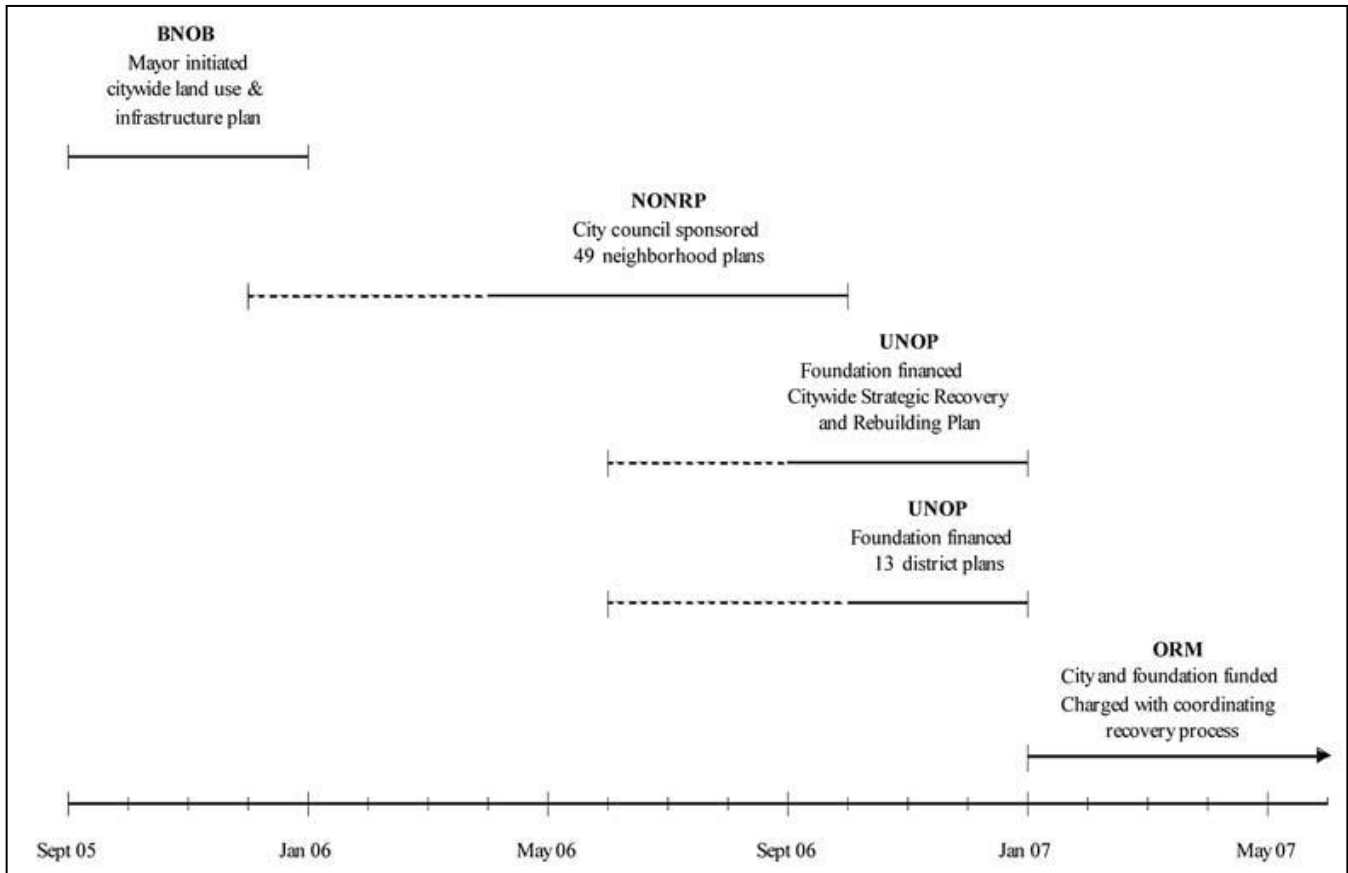 BNOB
Mayor initiated
citywide land use &
infrastructure plan
NONRP
City council sponsored
49 neighborhood plans
UNOP
Foundation financed
Citywide Strategic Recovery
and Rebuilding Plan
UNOP
Foundation financed
13 district plans
ORM
City and foundation funded
Charged with coordinating
recovery process
Sept 05 Jan 06 May 06 Sept 06 Jan 07 May 07